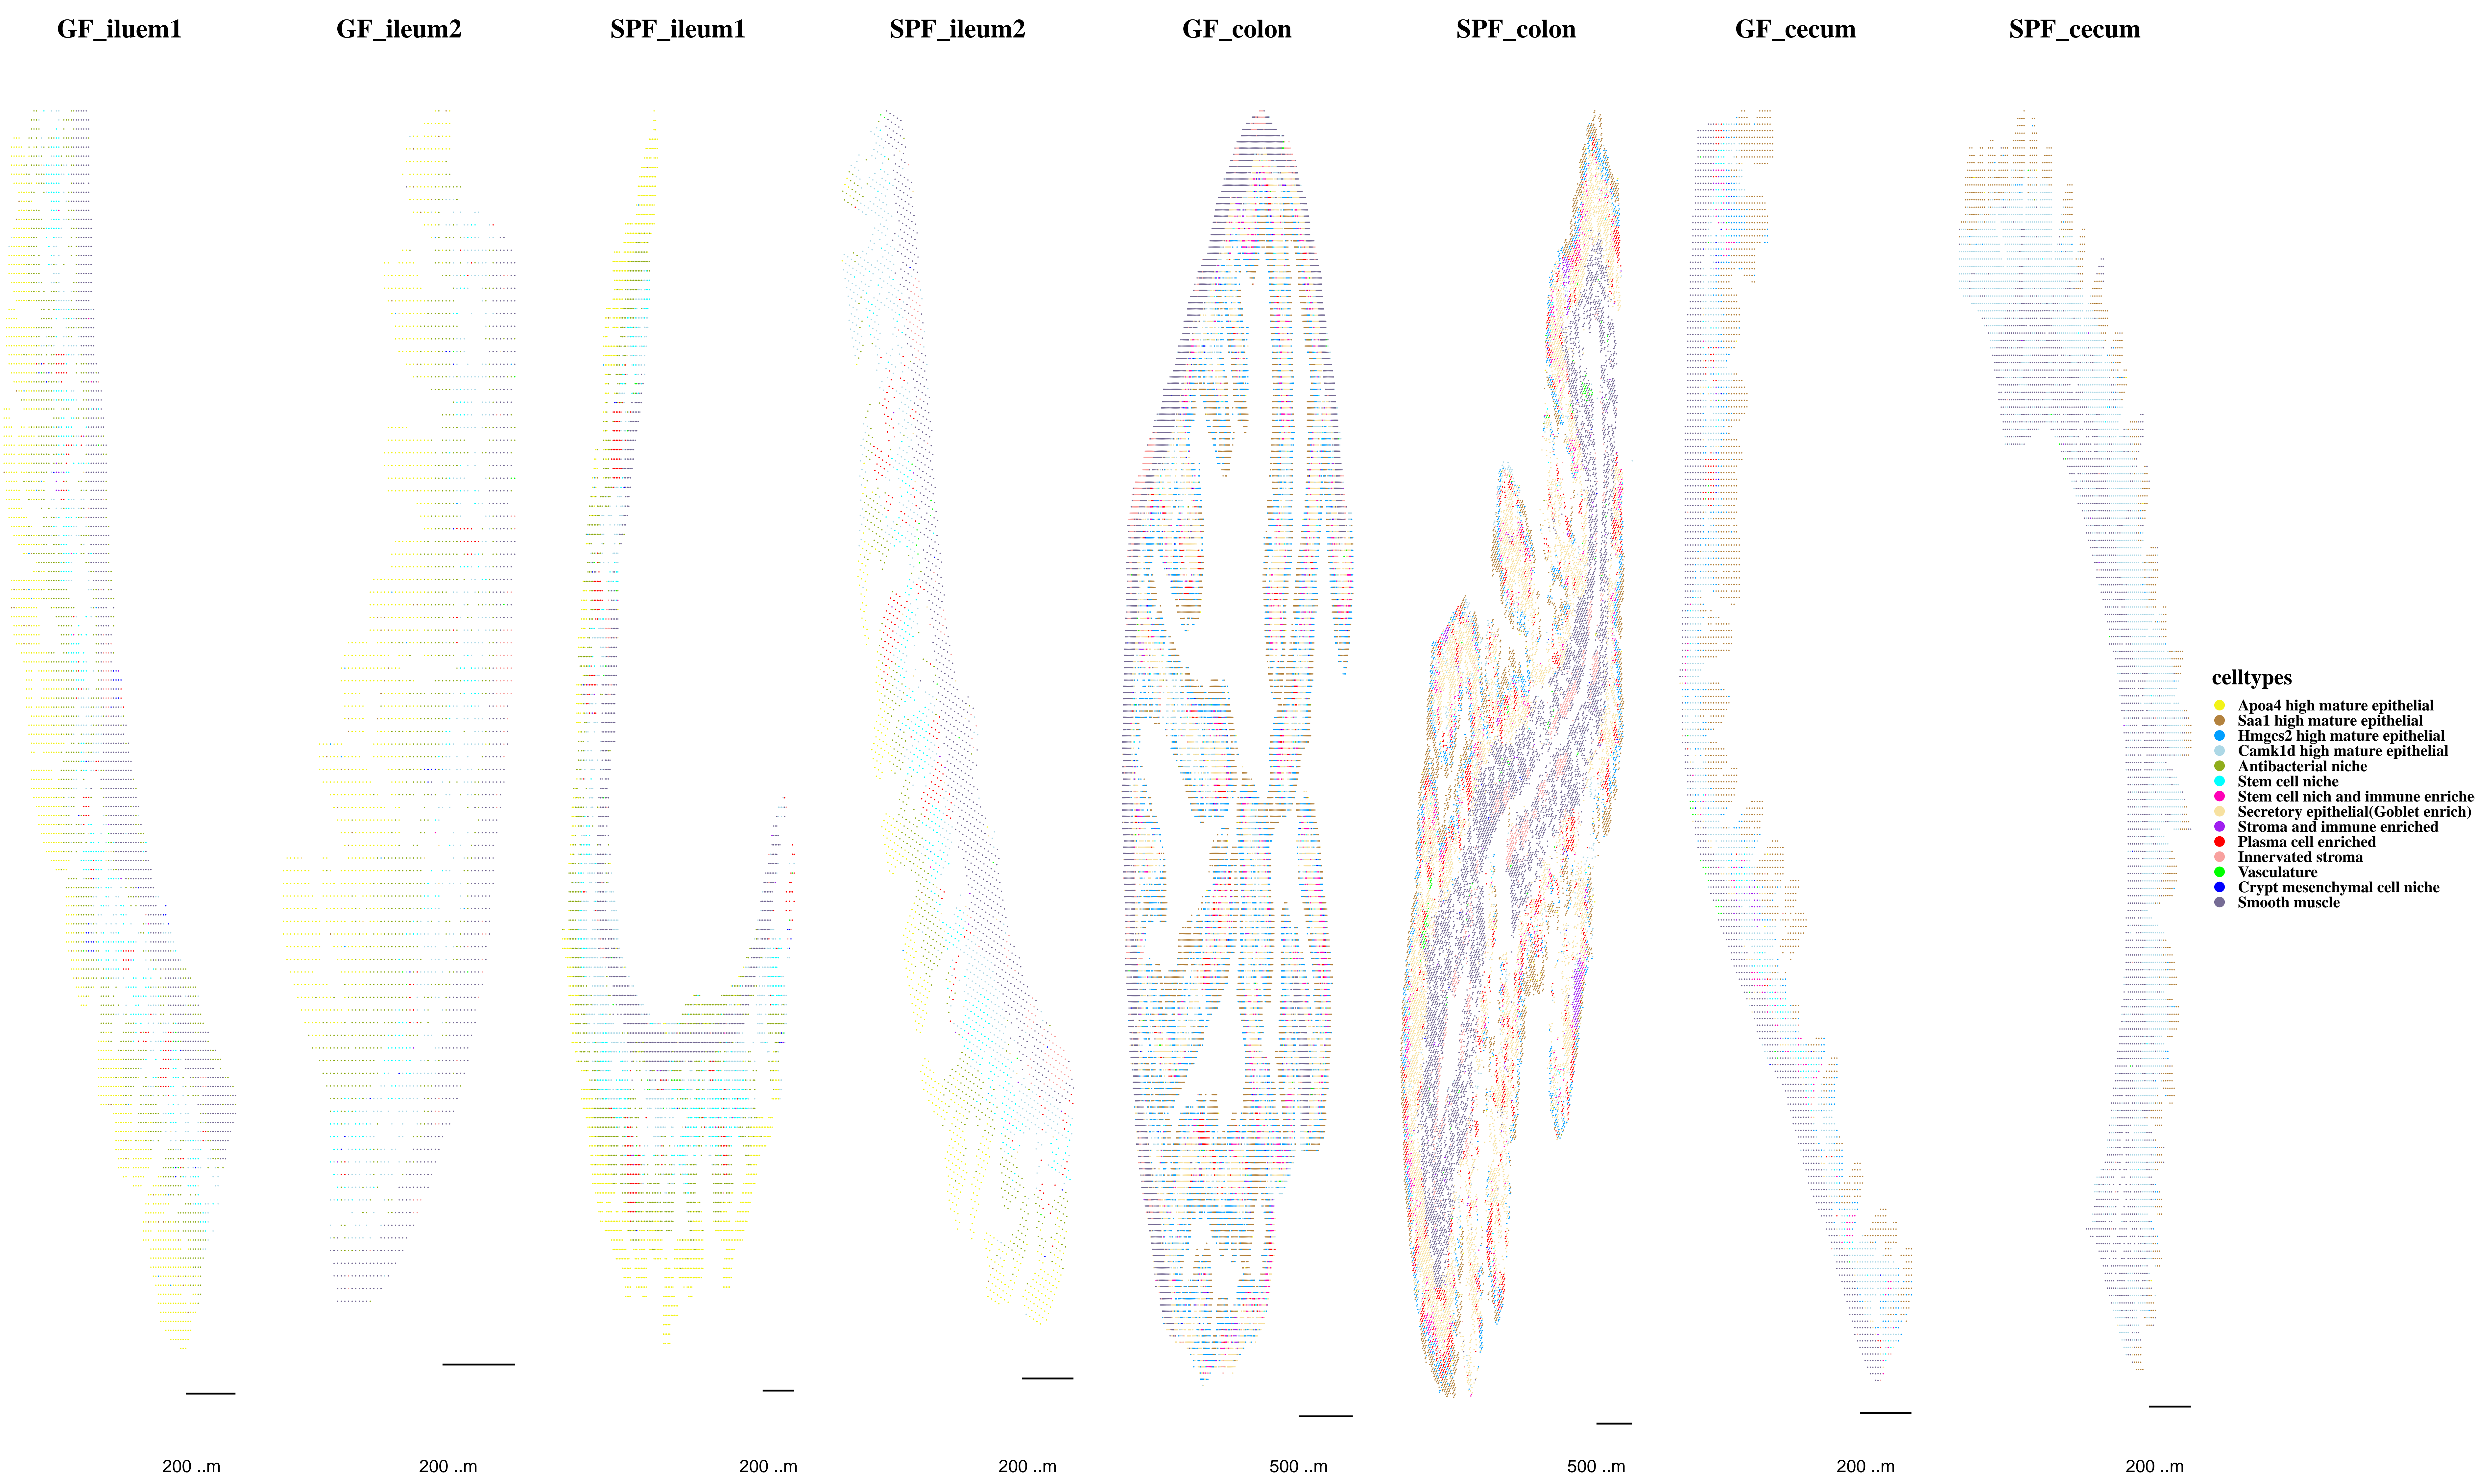 GF_iluem1 GF_ileum2 SPF_ileum1 SPF_ileum2 GF_colon SPF_colon GF_cecum SPF_cecum
celltypes
Apoa4 high mature epithelial
Saa1 high mature epithelial
Hmgcs2 high mature epithelial
Camk1d high mature epithelial
Antibacterial niche
Stem cell niche
Stem cell nich and immune enriche
Secretory epithelial(Goblet enrich)
Stroma and immune enriched
Plasma cell enriched
Innervated stroma
Vasculature
Crypt mesenchymal cell niche
Smooth muscle
200 ..m 200 ..m 200 ..m 200 ..m 500 ..m 500 ..m 200 ..m 200 ..m